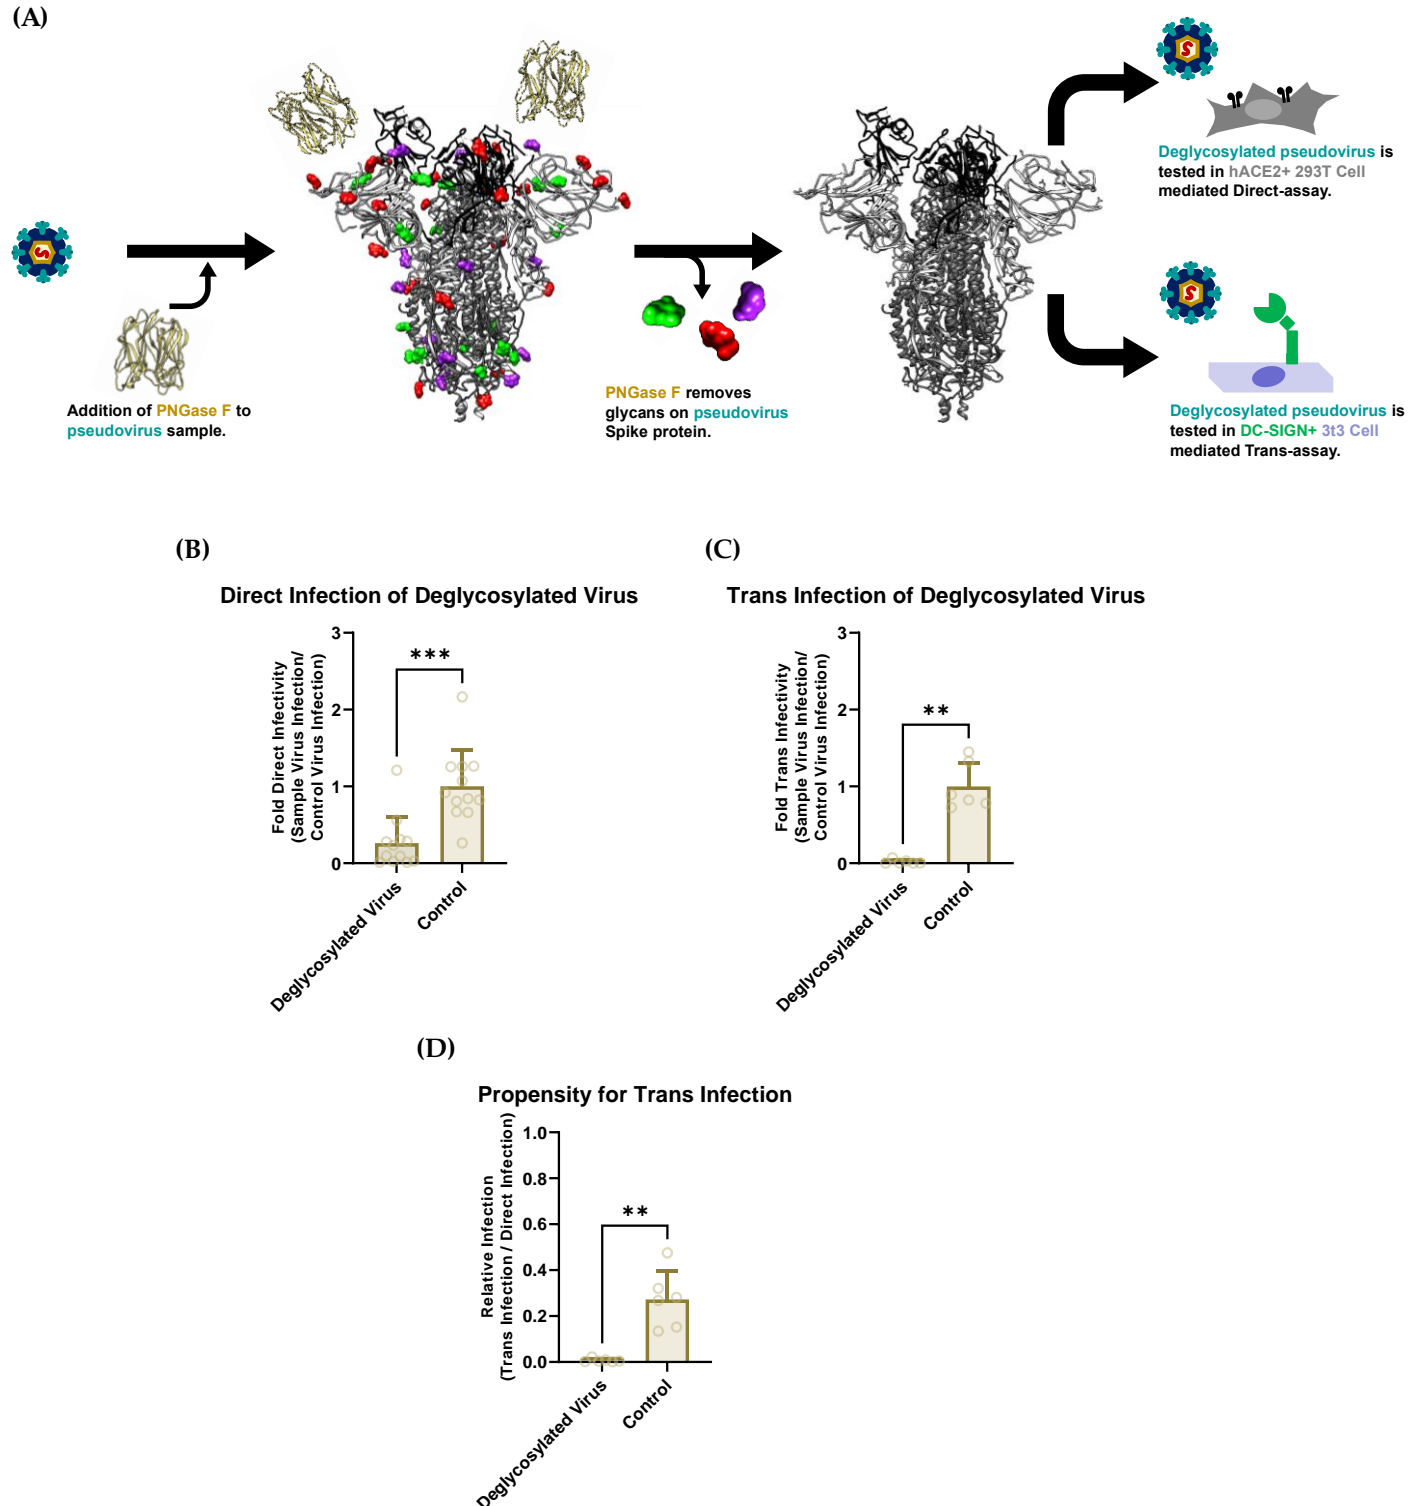 (A)
Addition of PNGase F to
pseudovirus sample.
PNGase F removes
glycans on pseudovirus
Spike protein.
S
S
S
Deglycosylated pseudovirus is
tested in hACE2+ 293T Cell
mediated Direct-assay.
Deglycosylated pseudovirus is
tested in DC-SIGN+ 3t3 Cell
mediated Trans-assay.
(B)
Direct Infection of Deglycosylated Virus
Fold Direct Infectivity
(Sample Virus Infection/
Control Virus Infection)
3
2
1
0
***
Deglycosylated Virus
Control
(C)
Trans Infection of Deglycosylated Virus
Fold Trans Infectivity
(Sample Virus Infection/
Control Virus Infection)
3
2
1
0
**
Deglycosylated Virus
Control
(D)
Propensity for Trans Infection
Relative Infection
(Trans Infection / Direct Infection)
1.0
0.8
0.6
0.4
0.2
0.0
**
Deglycosylated Virus
Control